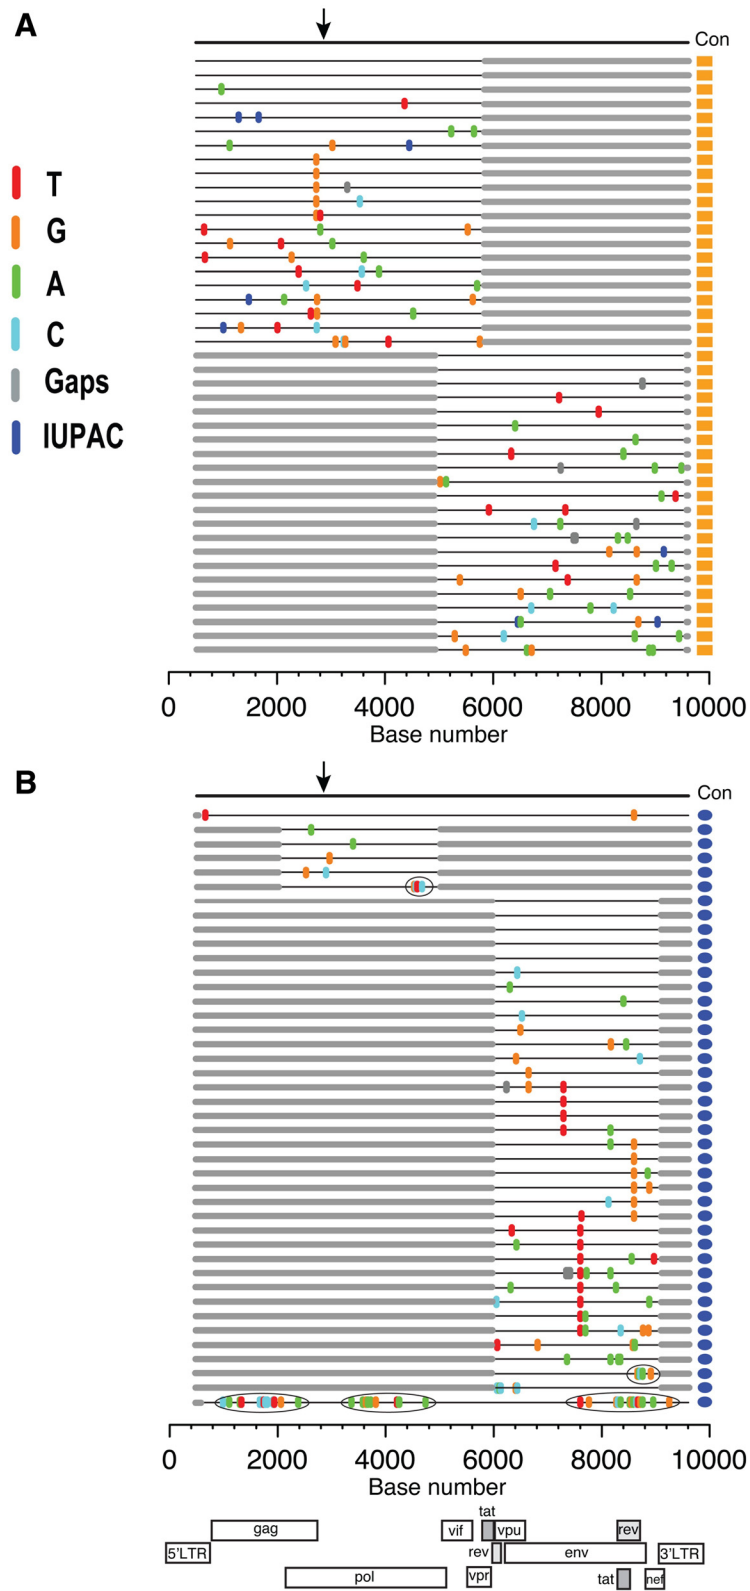 A
Con
T
G
A
C
Gaps
IUPAC
0 2000 4000 6000 8000 10000
Base number
B
Con
0 2000 4000 6000 8000 10000
Base number
tat
gag vif vpu rev
5'LTR rev env 3'LTR
pol vpr tat nef